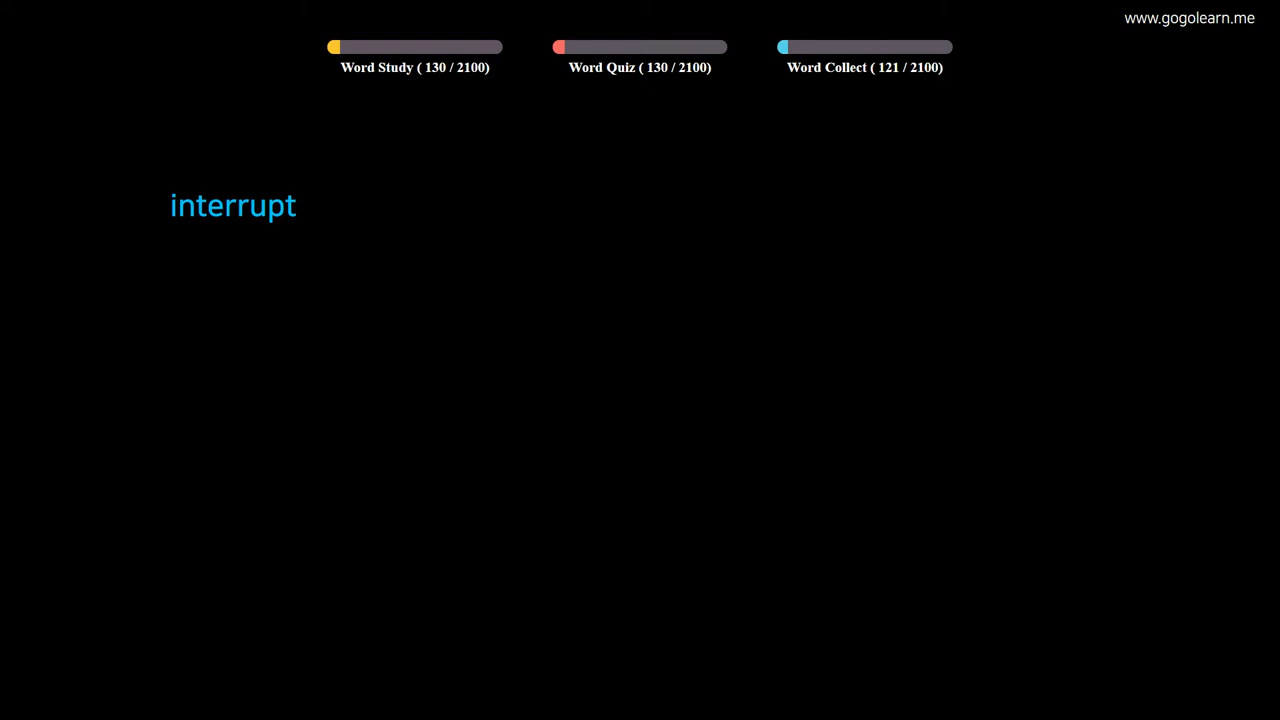 www.gogolearn.me
Word Study ( 130 / 2100)
Word Quiz ( 130 / 2100)
Word Collect ( 121 / 2100)
interrupt